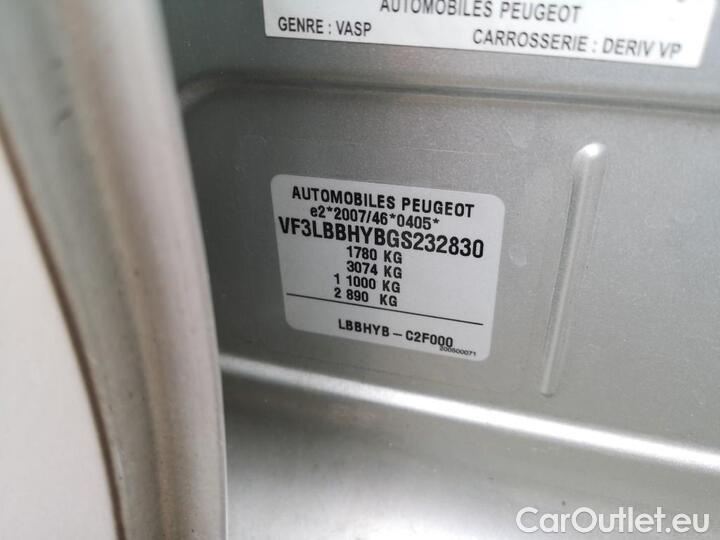 AUTOMOBILES PEUGEOT
GENRE : VASP CARROSSERIE : DERIV VP
AUTOMOBILES PEUGEOT
e2*2007/46*0405*
VF3LBBHYBGS232830
1780 KG
3074 KG
1 1000 KG
2 890 KG
LBBHYB-C2F000
200500071
CarOutlet.eu